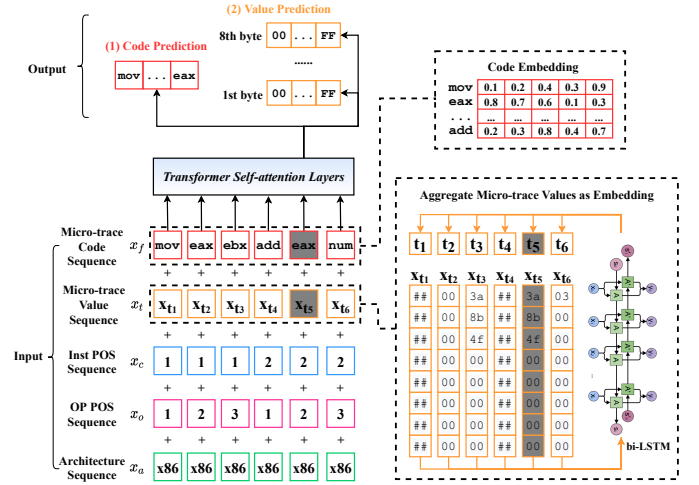 (2) Value Prediction
8th byte 00 ... FF
......
1st byte 00 ... FF
(1) Code Prediction
mov ... eax
Output
Transformer Self-attention Layers
Input
Micro-trace
Code
Sequence
x_f mov eax ebx add eax num
+ + + + + +
Micro-trace
Value
Sequence
x_t x_t1 x_t2 x_t3 x_t4 x_t5 x_t6
+ + + + + +
Inst POS
Sequence
x_c 1 1 1 2 2 2
+ + + + + +
OP POS
Sequence
x_o 1 2 3 1 2 3
+ + + + + +
Architecture
Sequence
x_a x86 x86 x86 x86 x86 x86
Code Embedding
mov 0.1 0.2 0.4 0.3 0.9
eax 0.8 0.7 0.6 0.1 0.3
... ... ... ... ... ...
add 0.2 0.3 0.8 0.4 0.7
Aggregate Micro-trace Values as Embedding
t1 t2 t3 t4 t5 t6
x_t1 x_t2 x_t3 x_t4 x_t5 x_t6
## 00 3a ## 3a 03
## 00 8b ## 8b 00
## 00 4f ## 4f 00
## 00 00 ## 00 00
## 00 00 ## 00 00
## 00 00 ## 00 00
## 00 00 ## 00 00
## 00 00 ## 00 00
bi-LSTM